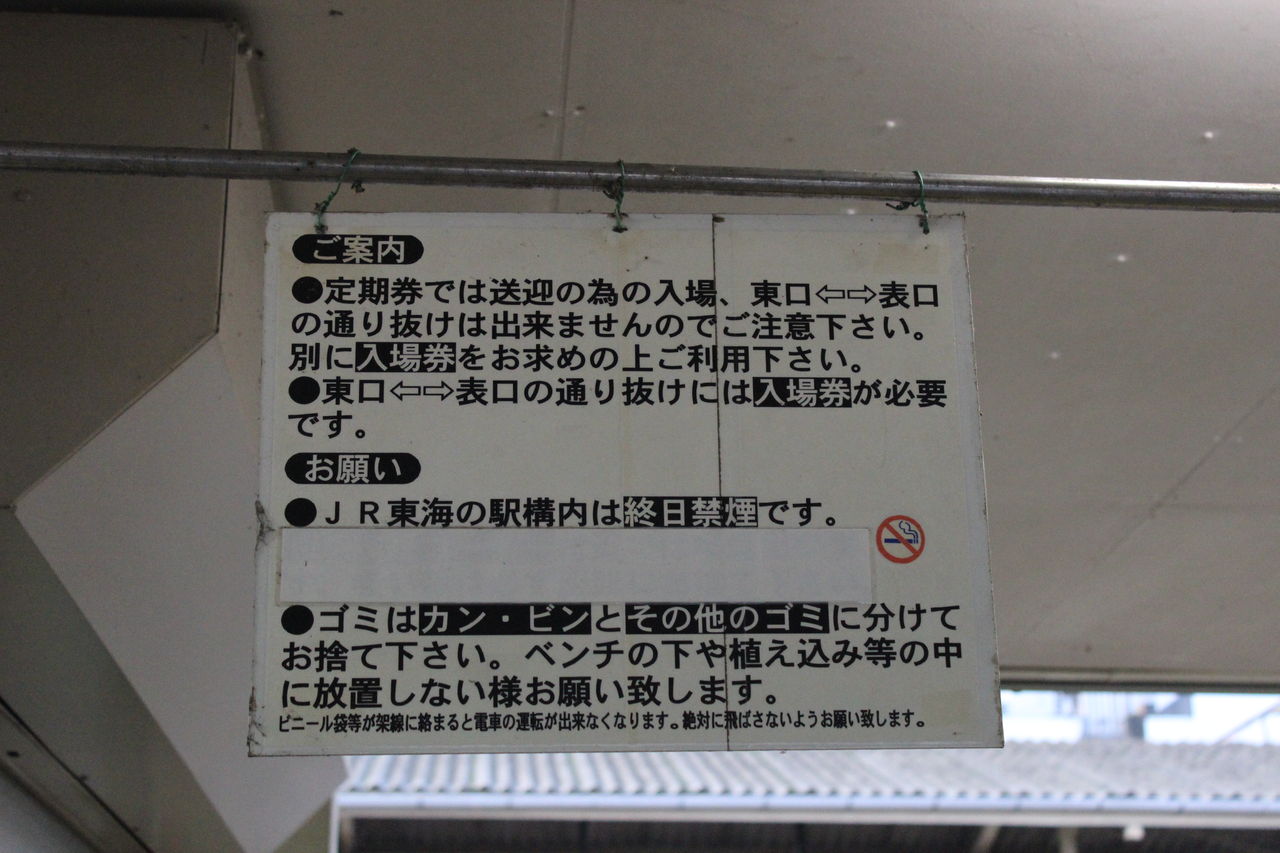 ご案内
●定期券では送迎の為の入場、東口⇦⇨表口
の通り抜けは出来ませんのでご注意下さい。
別に入場券をお求めの上ご利用下さい。
●東口⇦⇨表口の通り抜けには入場券が必要
です。
お願い
●ＪＲ東海の駅構内は終日禁煙です。
●ゴミはカン・ビンとその他のゴミに分けて
お捨て下さい。ベンチの下や植え込み等の中
に放置しない様お願い致します。
ビニール袋等が架線に絡まると電車の運転が出来なくなります。絶対に飛ばさないようお願い致します。